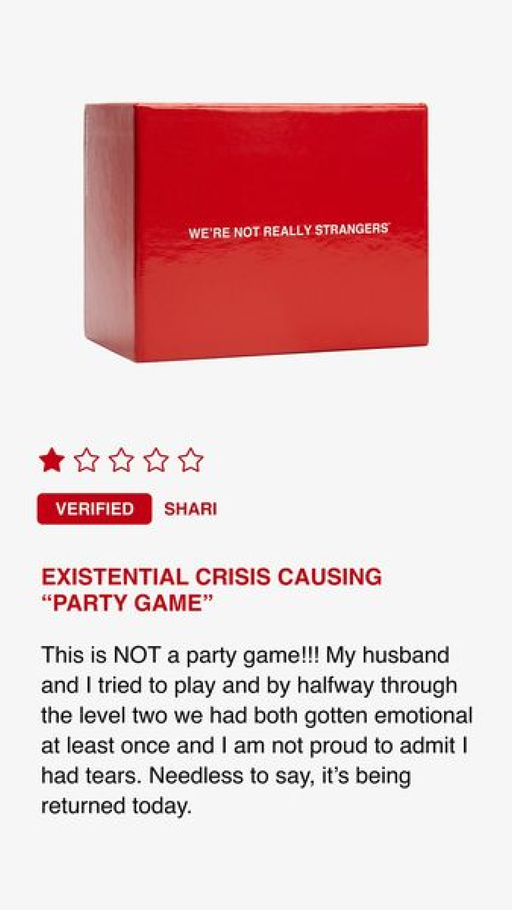 WE'RE NOT REALLY STRANGERS
VERIFIED SHARI
EXISTENTIAL CRISIS CAUSING
“PARTY GAME”
This is NOT a party game!!! My husband
and I tried to play and by halfway through
the level two we had both gotten emotional
at least once and I am not proud to admit I
had tears. Needless to say, it’s being
returned today.